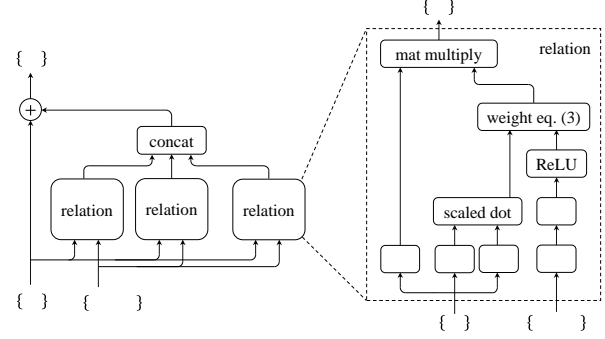 { }
{ }
relation
mat multiply
+
weight eq. (3)
concat
ReLU
relation
relation
relation
scaled dot
{ }
{ }
{ }
{ }